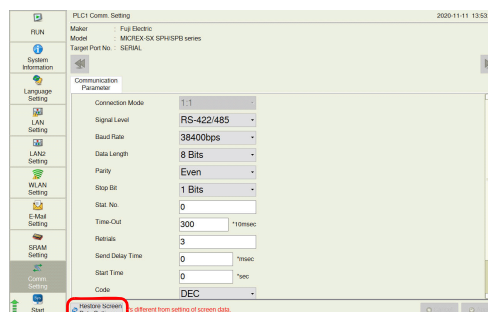 PLC1 Comm. Setting 2020-11-11 13:53
Maker : Fuji Electric
Model : MICREX-SX SPH/SPB series
Target Port No. : SERIAL
RUN
System
Information
Language
Setting
LAN
Setting
LAN2
Setting
WLAN
Setting
E-Mail
Setting
SRAM
Setting
Comm.
Setting
Start
Communication
Parameter
Connection Mode 1:1
Signal Level RS-422/485
Baud Rate 38400bps
Data Length 8 Bits
Parity Even
Stop Bit 1 Bits
Stat. No. 0
Time-Out 300 *10msec
Retrials 3
Send Delay Time 0 *msec
Start Time 0 *sec
Code DEC
Restore Screen
is different from setting of screen data.